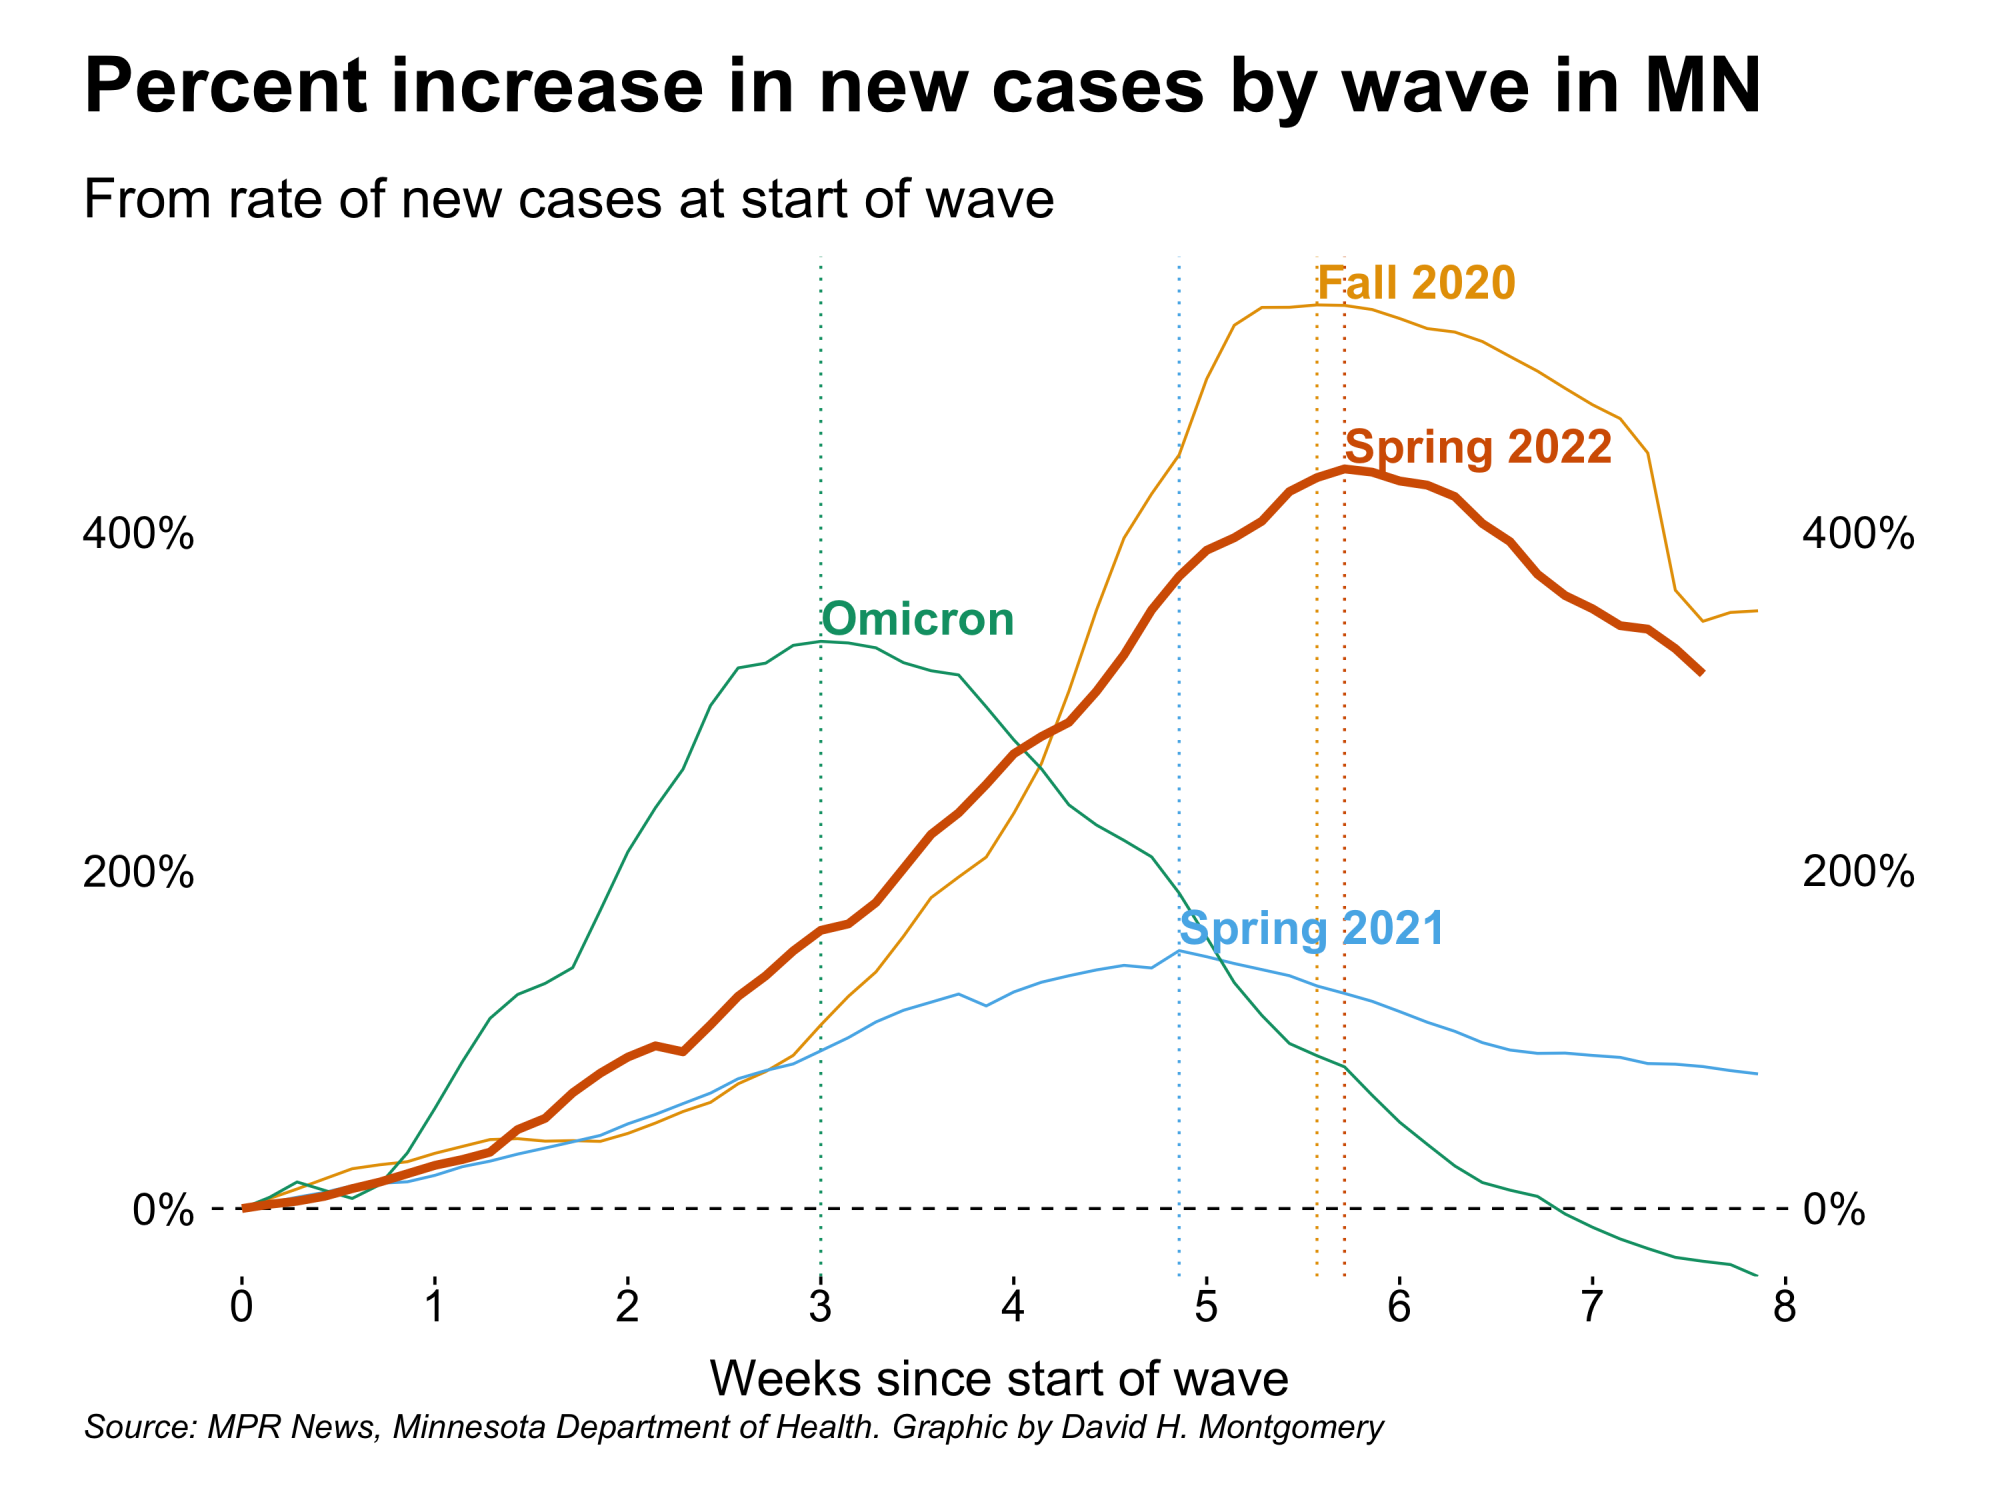 Percent increase in new cases by wave in MN
From rate of new cases at start of wave
Fall 2020
Spring 2022
400% 400%
Omicron
200% 200%
Spring 2021
0% 0%
0 1 2 3 4 5 6 7 8
Weeks since start of wave
Source: MPR News, Minnesota Department of Health. Graphic by David H. Montgomery